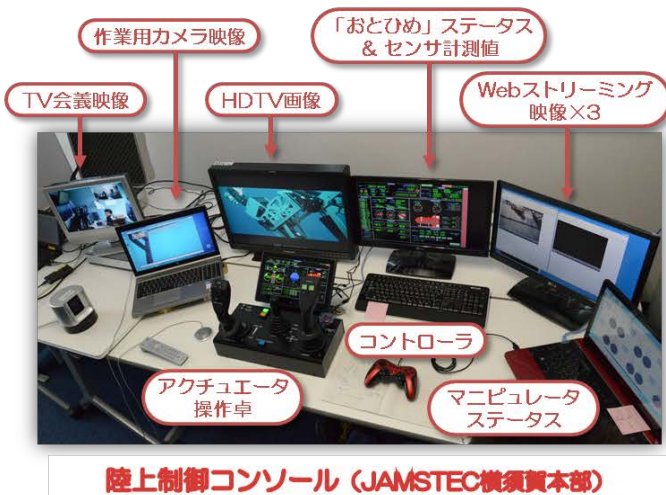 作業用カメラ映像
「おとひめ」ステータス
& センサ計測値
TV会議映像
HDTV画像
Webストリーミング
映像×3
コントローラ
アクチュエータ
操作卓
マニピュレータ
ステータス
陸上制御コンソール（JAMSTEC横須賀本部）